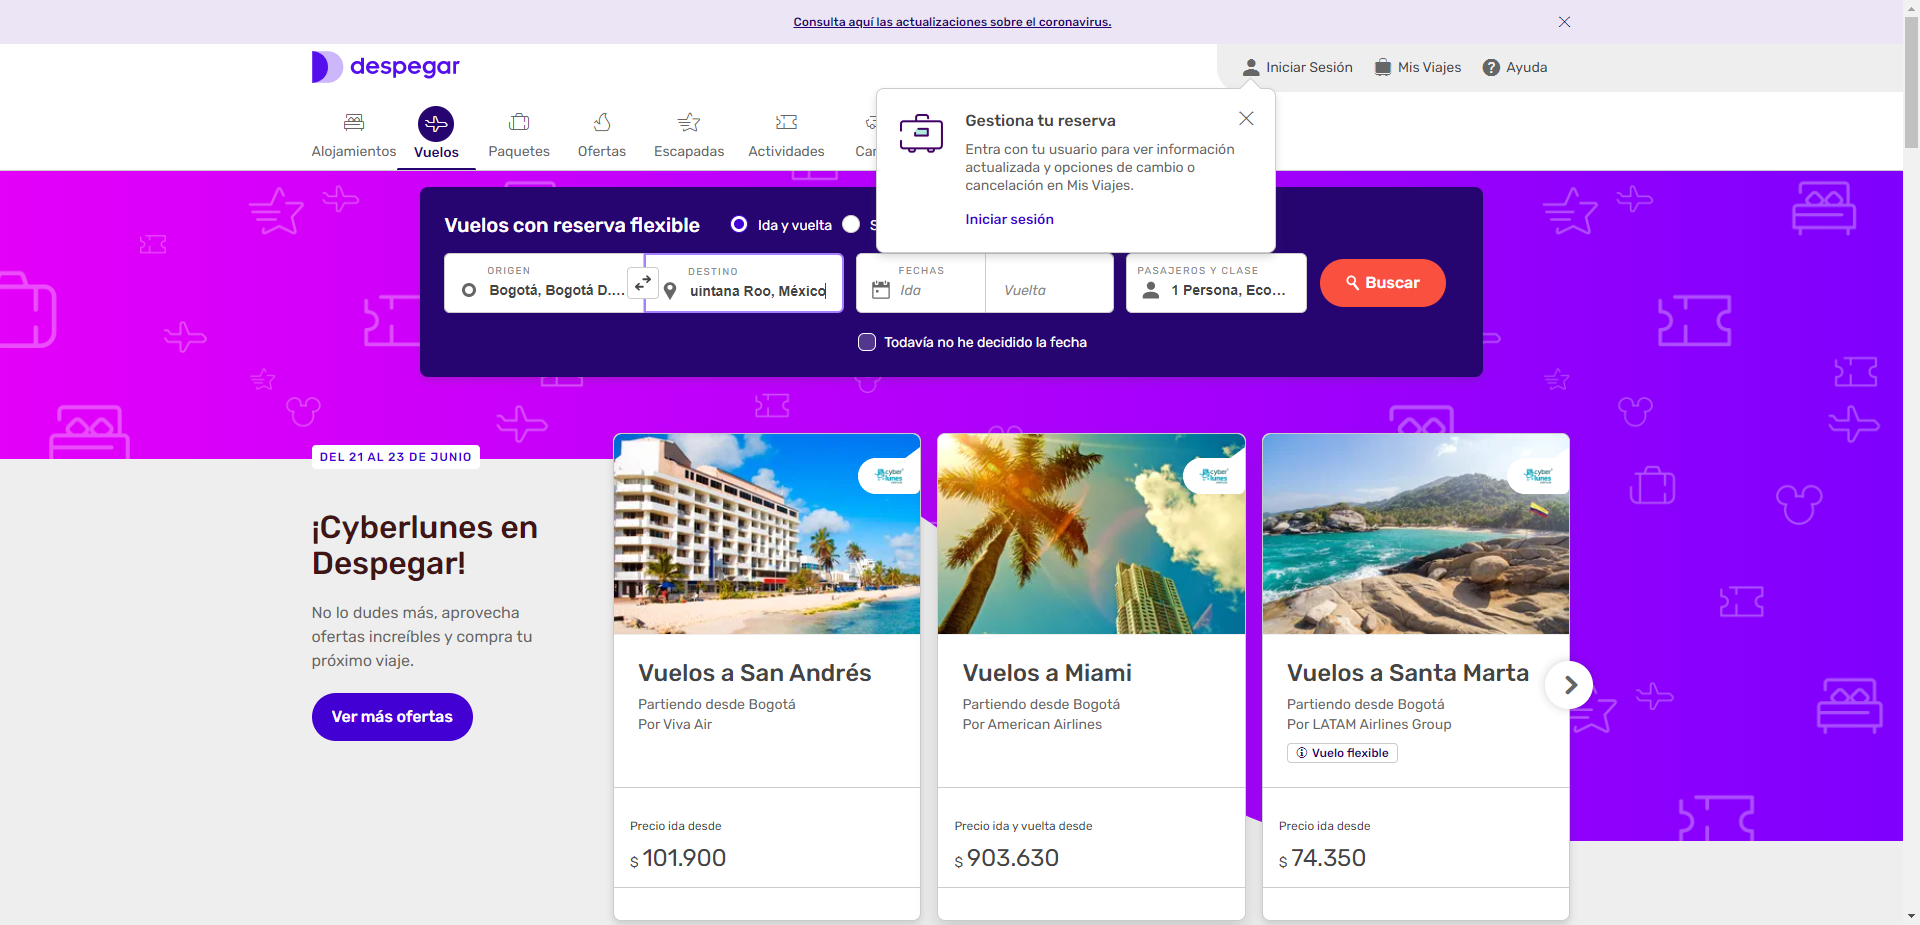 Consulta aquí las actualizaciones sobre el coronavirus.
despegar
Iniciar Sesión
Mis Viajes
Ayuda
Alojamientos
Vuelos
Paquetes
Ofertas
Escapadas
Actividades
Car
Gestiona tu reserva
Entra con tu usuario para ver información
actualizada y opciones de cambio o
cancelación en Mis Viajes.
Iniciar sesión
Vuelos con reserva flexible
Ida y vuelta
S
ORIGEN
Bogotá, Bogotá D....
DESTINO
uintana Roo, México
FECHAS
Ida
Vuelta
PASAJEROS Y CLASE
1 Persona, Eco...
Buscar
Todavía no he decidido la fecha
DEL 21 AL 23 DE JUNIO
¡Cyberlunes en
Despegar!
No lo dudes más, aprovecha
ofertas increíbles y compra tu
próximo viaje.
Ver más ofertas
cyber
lunes
Vuelos a San Andrés
Partiendo desde Bogotá
Por Viva Air
Precio ida desde
$ 101.900
cyber
lunes
Vuelos a Miami
Partiendo desde Bogotá
Por American Airlines
Precio ida y vuelta desde
$ 903.630
cyber
lunes
Vuelos a Santa Marta
Partiendo desde Bogotá
Por LATAM Airlines Group
Vuelo flexible
Precio ida desde
$ 74.350